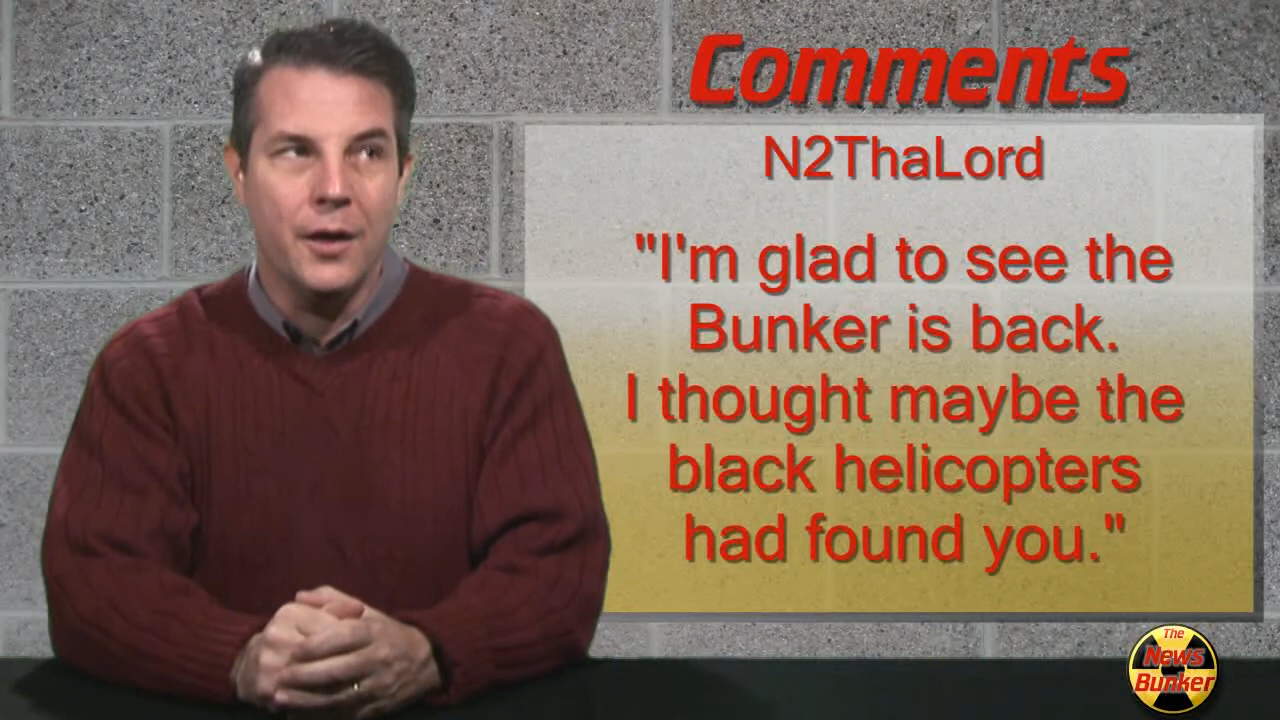 Comments
N2ThaLord
"I'm glad to see the
Bunker is back.
I thought maybe the
black helicopters
had found you."
The
News
Bunker